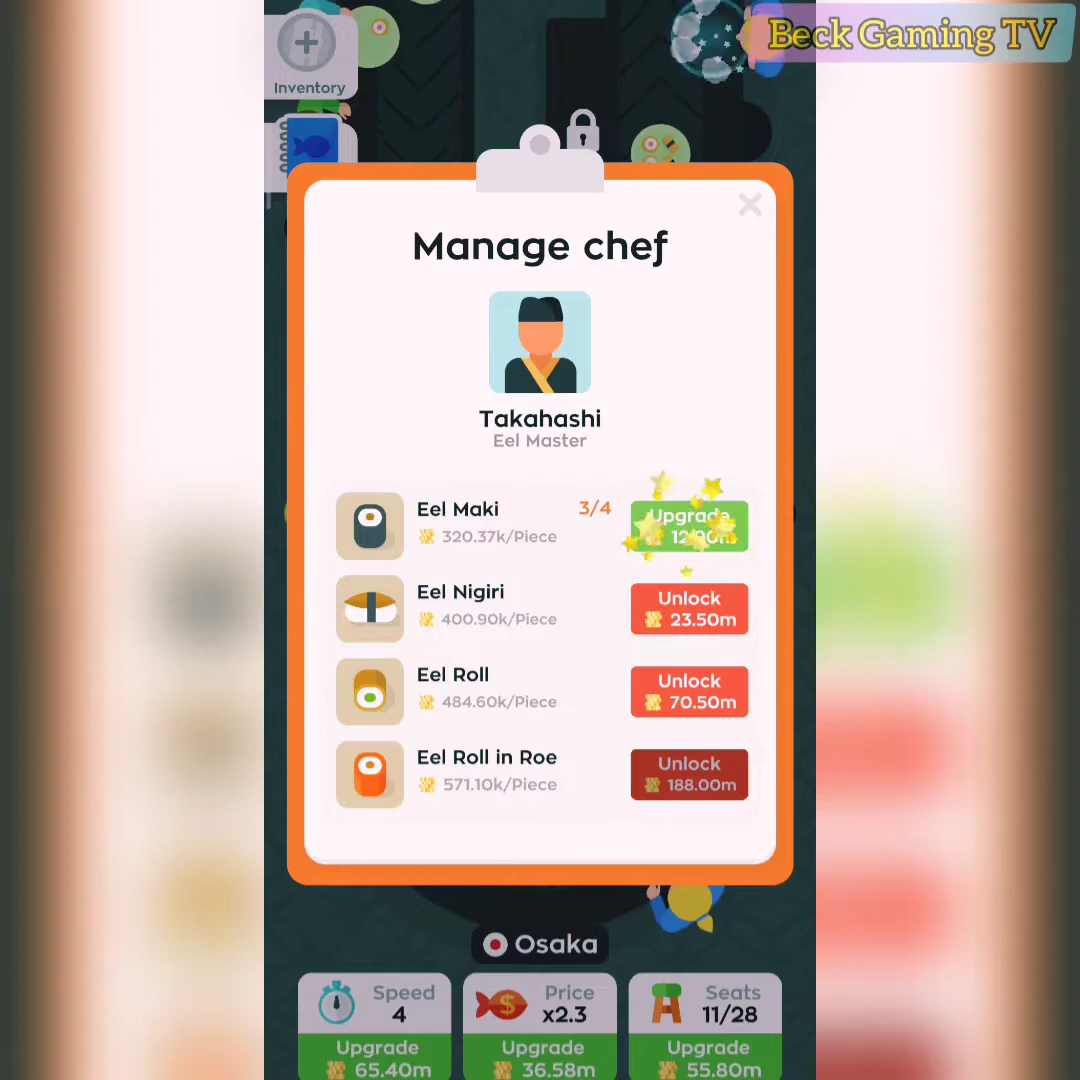 Beck Gaming TV
Inventory
Manage chef
Takahashi
Eel Master
Eel Maki
3/4
Upgrade
320.37k/Piece
Eel Nigiri
Unlock
400.90k/Piece
23.50m
Eel Roll
Unlock
484.60k/Piece
70.50m
Eel Roll in Roe
Unlock
571.10k/Piece
188.00m
Osaka
Speed
4
Upgrade
65.40m
Price
x2.3
Upgrade
36.58m
Seats
11/28
Upgrade
55.80m